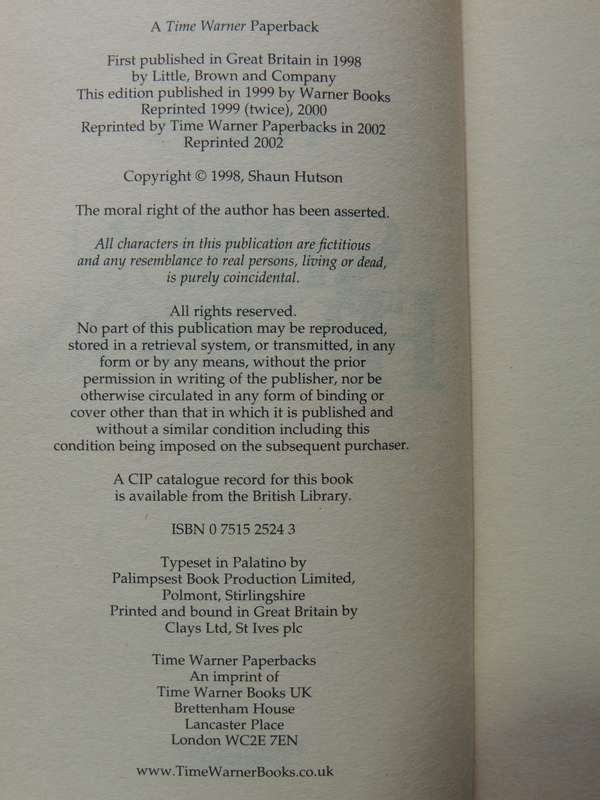 A Time Warner Paperback
First published in Great Britain in 1998
by Little, Brown and Company
This edition published in 1999 by Warner Books
Reprinted 1999 (twice), 2000
Reprinted by Time Warner Paperbacks in 2002
Reprinted 2002
Copyright © 1998, Shaun Hutson
The moral right of the author has been asserted.
All characters in this publication are fictitious
and any resemblance to real persons, living or dead,
is purely coincidental.
All rights reserved.
No part of this publication may be reproduced,
stored in a retrieval system, or transmitted, in any
form or by any means, without the prior
permission in writing of the publisher, nor be
otherwise circulated in any form of binding or
cover other than that in which it is published and
without a similar condition including this
condition being imposed on the subsequent purchaser.
A CIP catalogue record for this book
is available from the British Library.
ISBN 0 7515 2524 3
Typeset in Palatino by
Palimpsest Book Production Limited,
Polmont, Stirlingshire
Printed and bound in Great Britain by
Clays Ltd, St Ives plc
Time Warner Paperbacks
An imprint of
Time Warner Books UK
Brettenham House
Lancaster Place
London WC2E 7EN
www.TimeWarnerBooks.co.uk